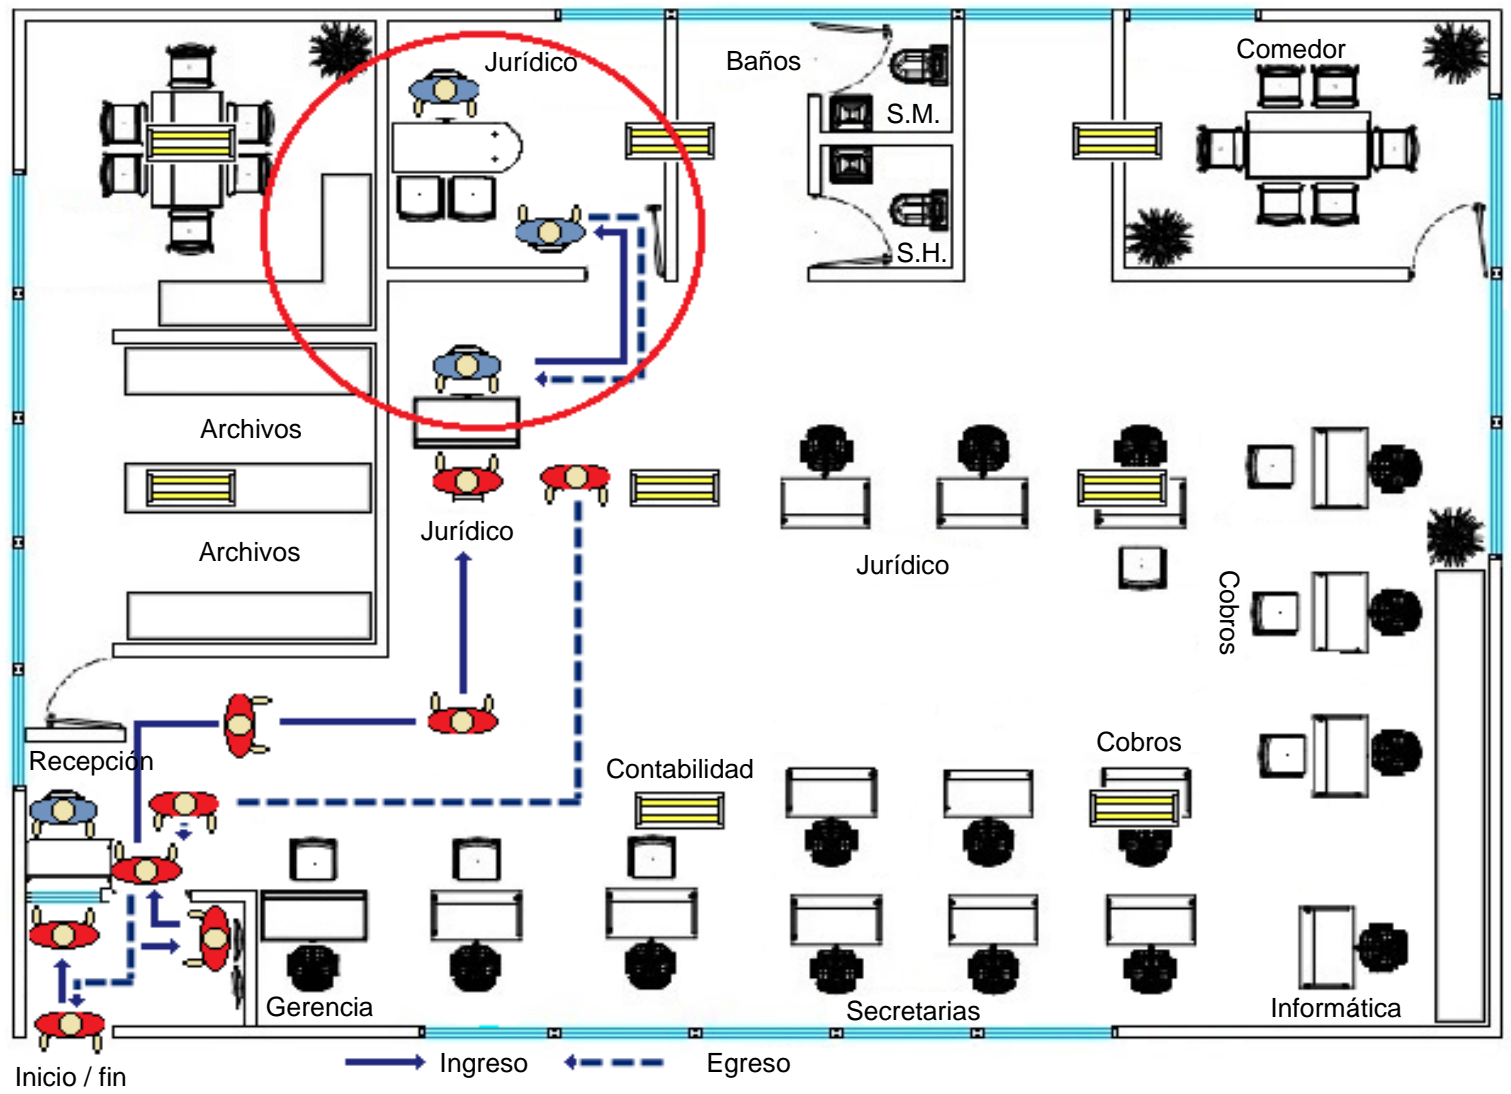 Jurídico
Baños
Comedor
S.M.
S.H.
Archivos
Archivos
Jurídico
Jurídico
Cobros
Recepción
Contabilidad
Cobros
Gerencia
Secretarias
Informática
Ingreso
Egreso
Inicio / fin